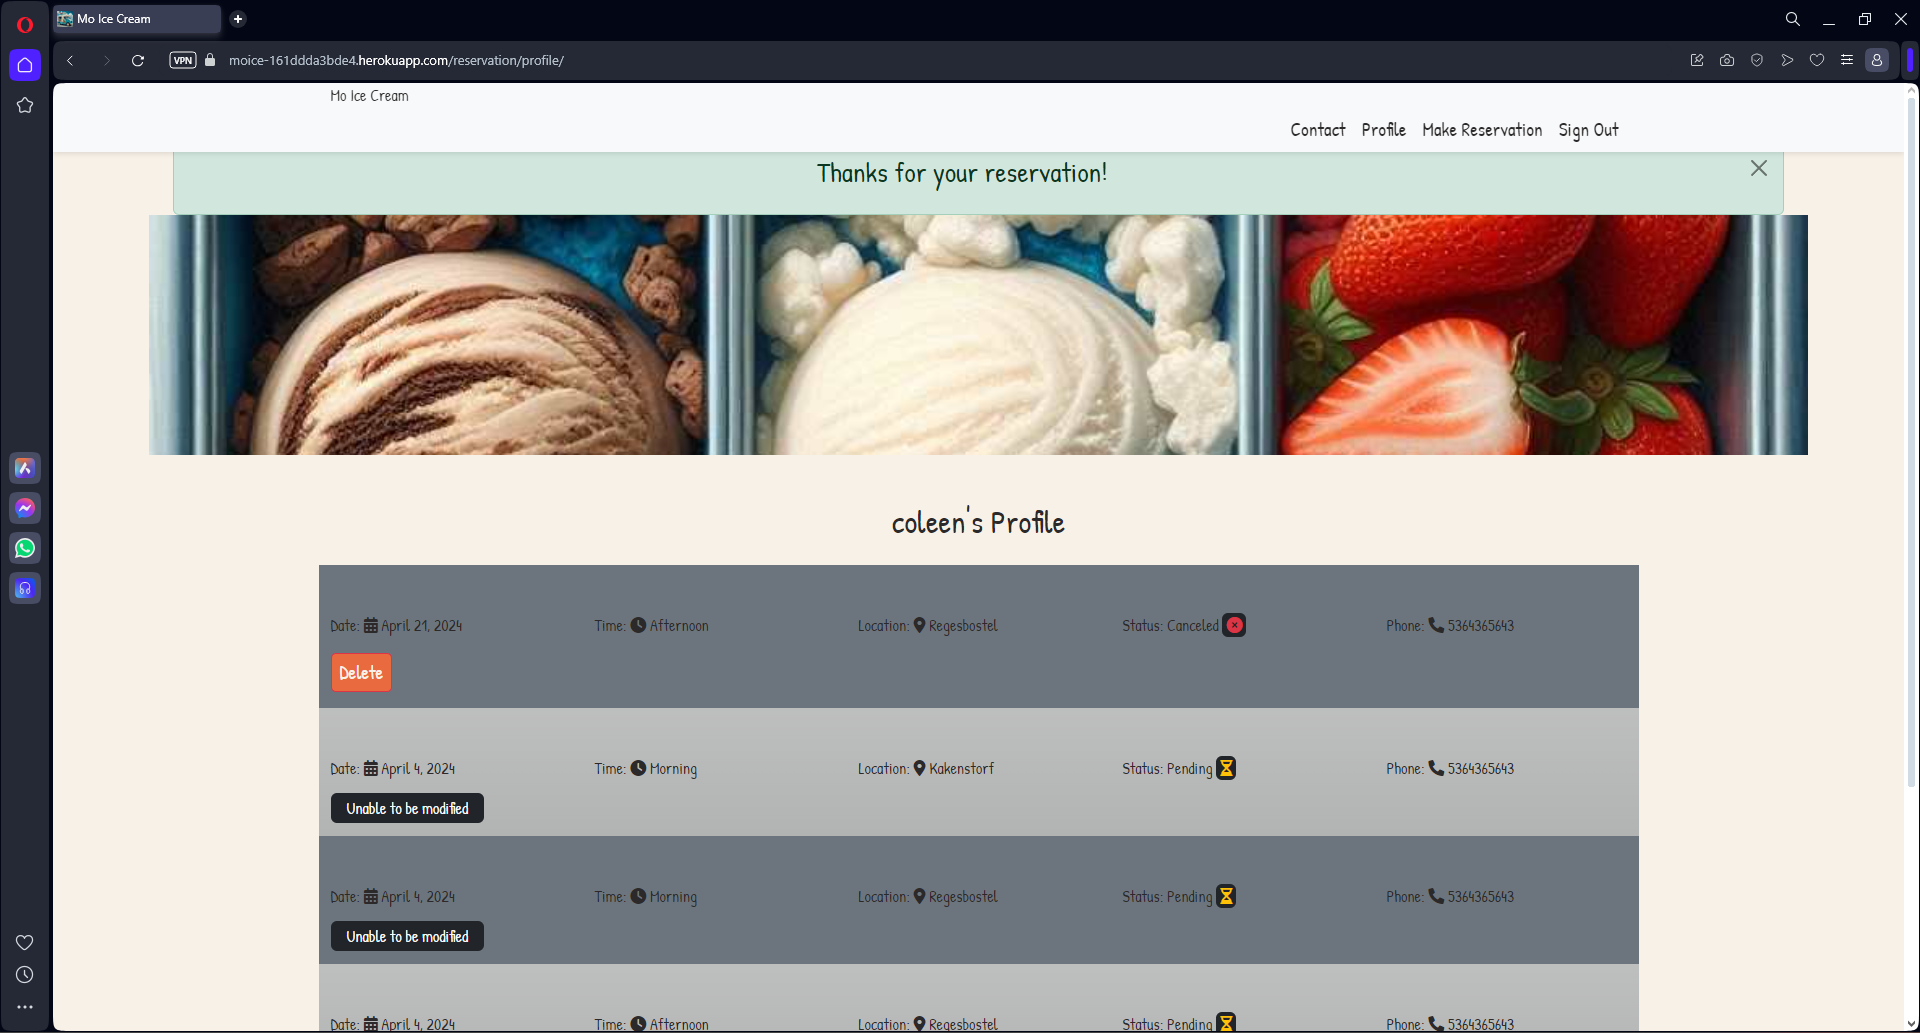 Mo Ice Cream
VPN moice-161ddda3bde4.herokuapp.com/reservation/profile/
Mo Ice Cream
Contact Profile Make Reservation Sign Out
Thanks for your reservation!
coleen's Profile
Date: April 21, 2024 Time: Afternoon Location: Regesbostel Status: Canceled Phone: 5364365643
Delete
Date: April 4, 2024 Time: Morning Location: Kakenstorf Status: Pending Phone: 5364365643
Unable to be modified
Date: April 4, 2024 Time: Morning Location: Regesbostel Status: Pending Phone: 5364365643
Unable to be modified
Date: April 4, 2024 Time: Afternoon Location: Regesbostel Status: Pending Phone: 5364365643